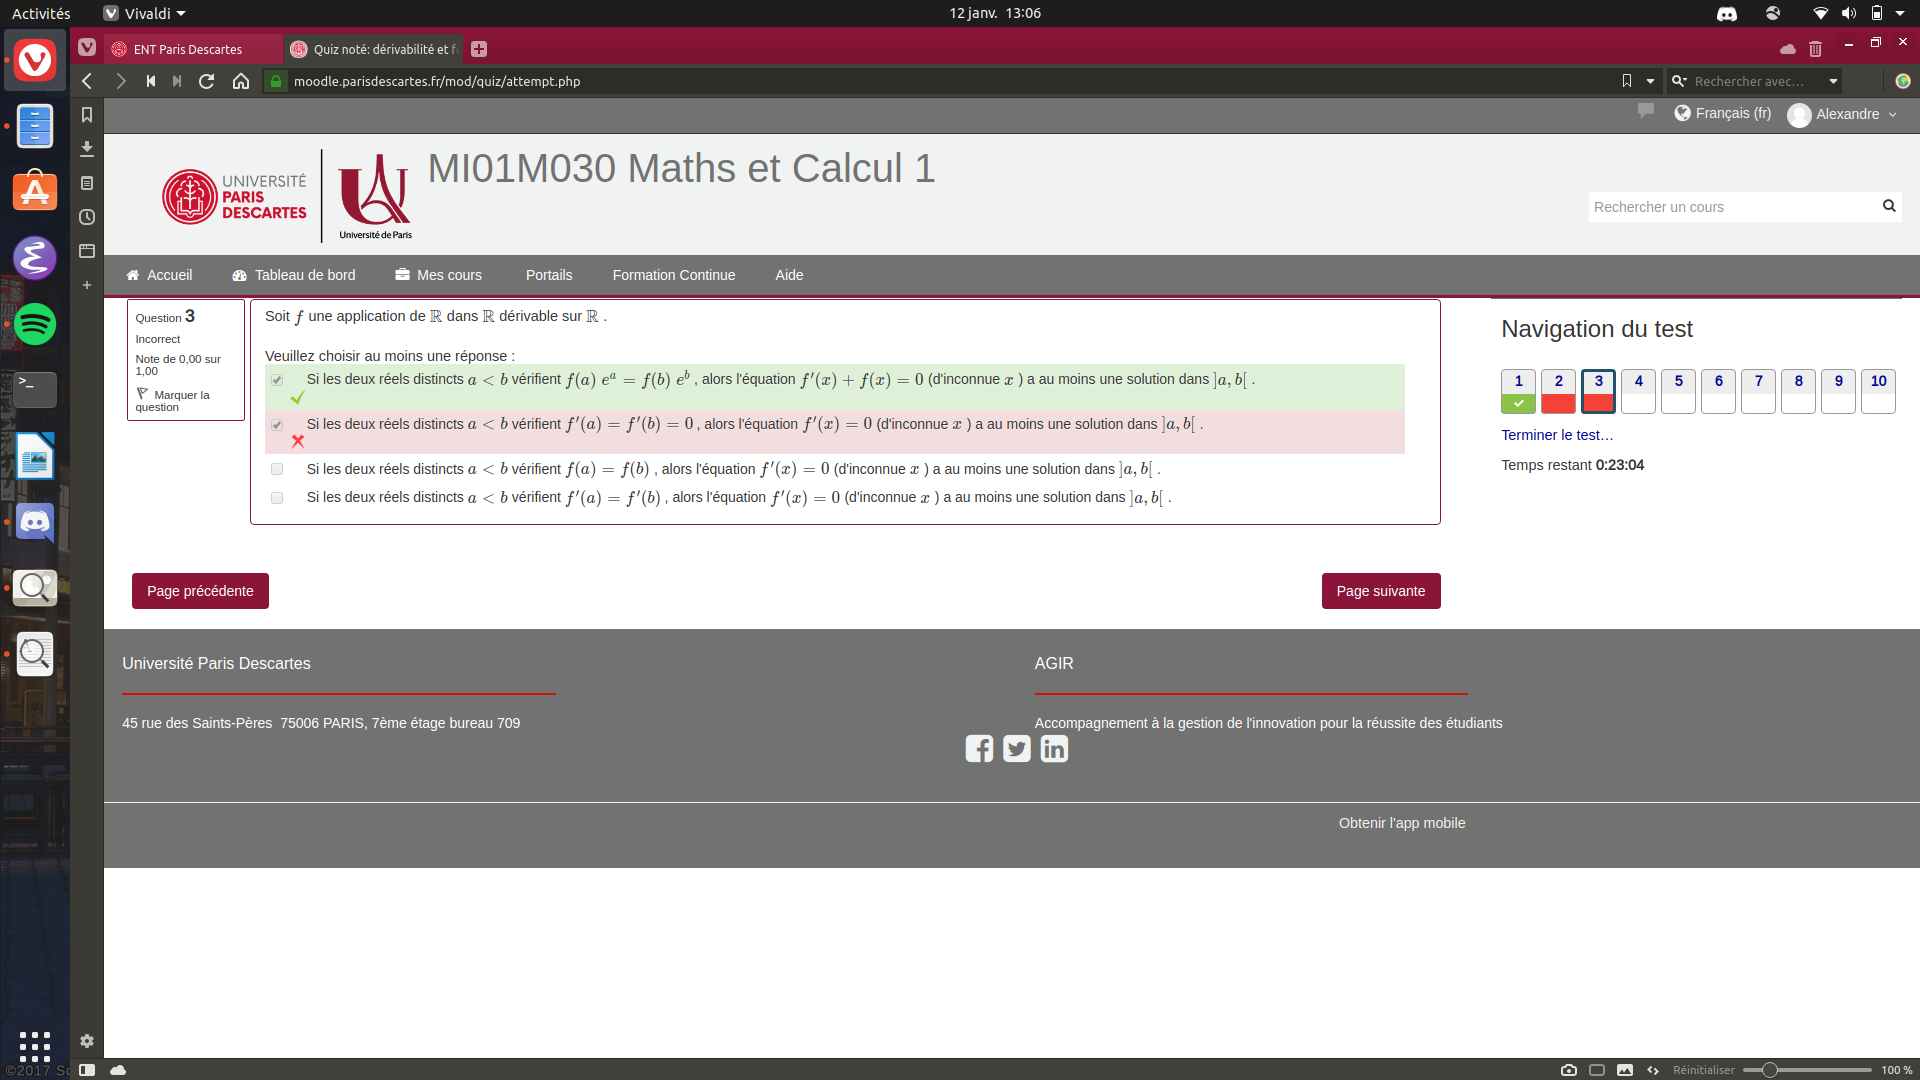 Activités
Vivaldi
12 janv. 13:06
ENT Paris Descartes
Quiz noté: dérivabilité et f
moodle.parisdescartes.fr/mod/quiz/attempt.php
Rechercher avec...
Français (fr)
Alexandre
UNIVERSITÉ
PARIS
DESCARTES
Université de Paris
MI01M030 Maths et Calcul 1
Rechercher un cours
Accueil
Tableau de bord
Mes cours
Portails
Formation Continue
Aide
Question 3
Incorrect
Note de 0,00 sur
1,00
Marquer la
question
Soit f une application de ℝ dans ℝ dérivable sur ℝ .
Veuillez choisir au moins une réponse :
Si les deux réels distincts a < b vérifient f(a) e^a = f(b) e^b , alors l'équation f′(x) + f(x) = 0 (d'inconnue x ) a au moins une solution dans ]a, b[ .
Si les deux réels distincts a < b vérifient f′(a) = f′(b) = 0 , alors l'équation f′(x) = 0 (d'inconnue x ) a au moins une solution dans ]a, b[ .
Si les deux réels distincts a < b vérifient f(a) = f(b) , alors l'équation f′(x) = 0 (d'inconnue x ) a au moins une solution dans ]a, b[ .
Si les deux réels distincts a < b vérifient f′(a) = f′(b) , alors l'équation f′(x) = 0 (d'inconnue x ) a au moins une solution dans ]a, b[ .
Page précédente
Page suivante
Navigation du test
1 2 3 4 5 6 7 8 9 10
Terminer le test…
Temps restant 0:23:04
Université Paris Descartes
45 rue des Saints-Pères 75006 PARIS, 7ème étage bureau 709
AGIR
Accompagnement à la gestion de l'innovation pour la réussite des étudiants
Obtenir l'app mobile
©2017 Sc
Réinitialiser
100 %